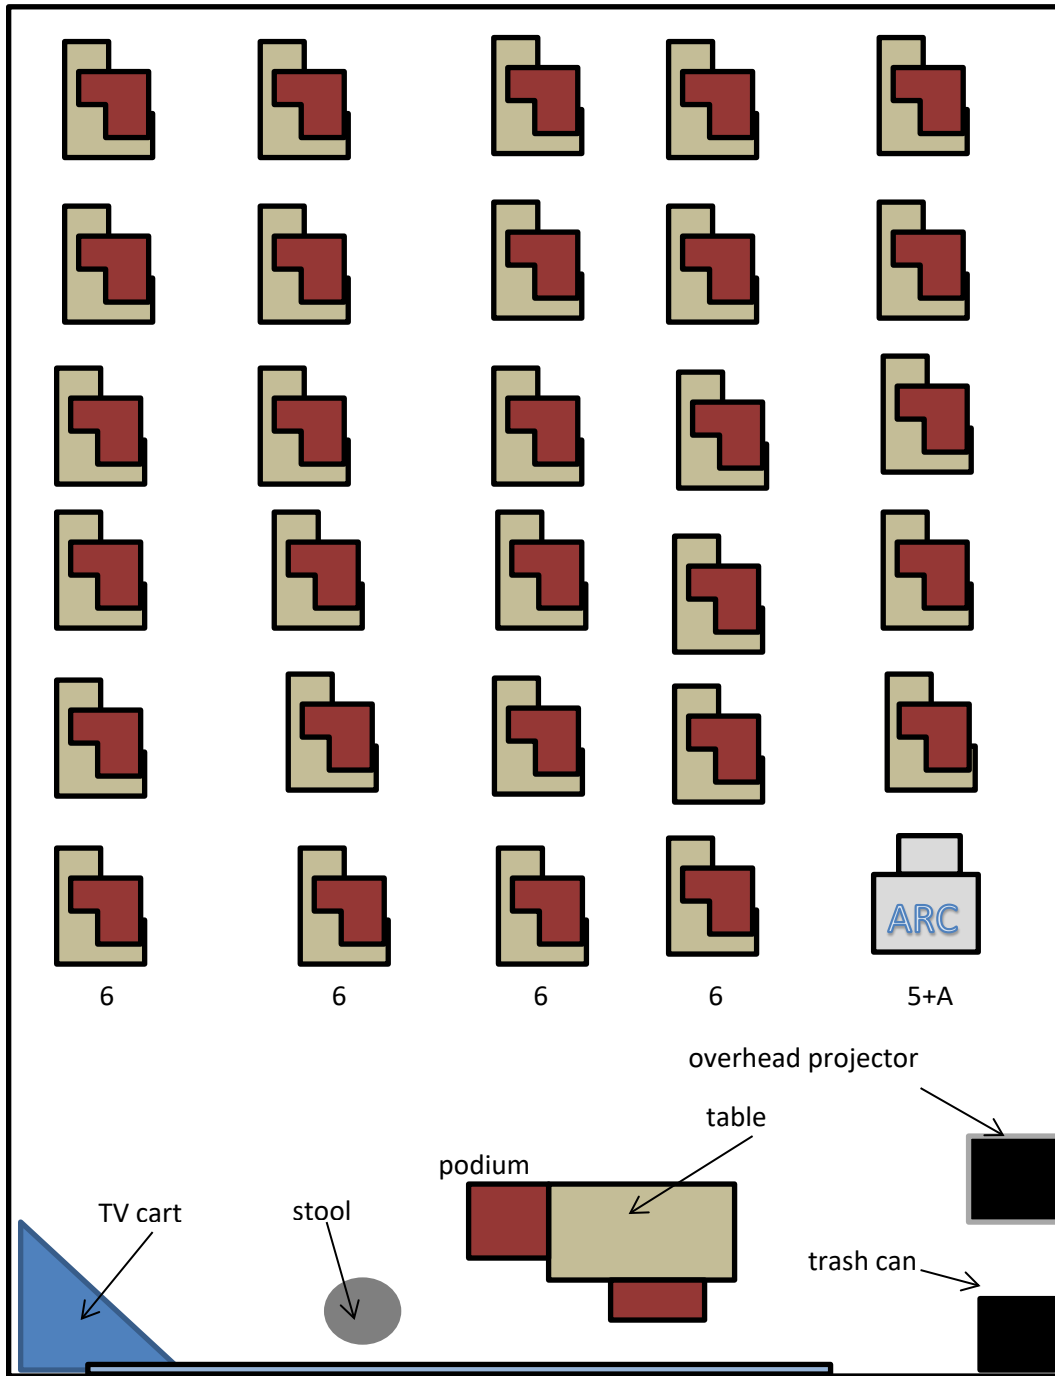 ARC
6 6 6 6 5+A
overhead projector
table
podium
TV cart
stool
trash can